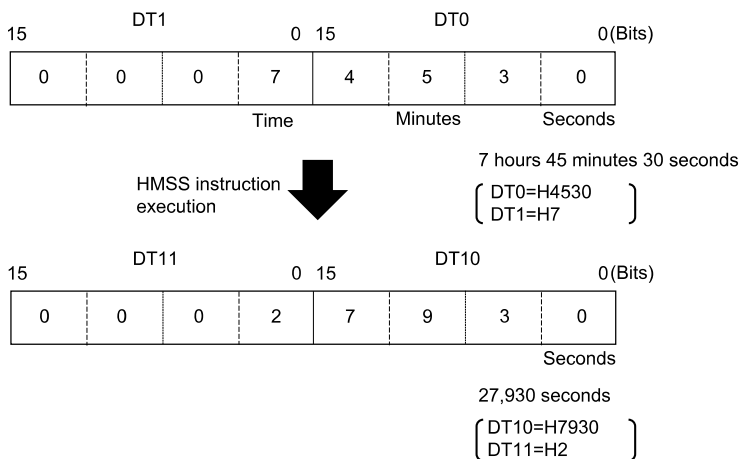 DT1 DT0
15 0 15 0(Bits)
0 0 0 7 4 5 3 0
Time Minutes Seconds
7 hours 45 minutes 30 seconds
HMSS instruction
execution
DT0=H4530
DT1=H7
DT11 DT10
15 0 15 0(Bits)
0 0 0 2 7 9 3 0
Seconds
27,930 seconds
DT10=H7930
DT11=H2